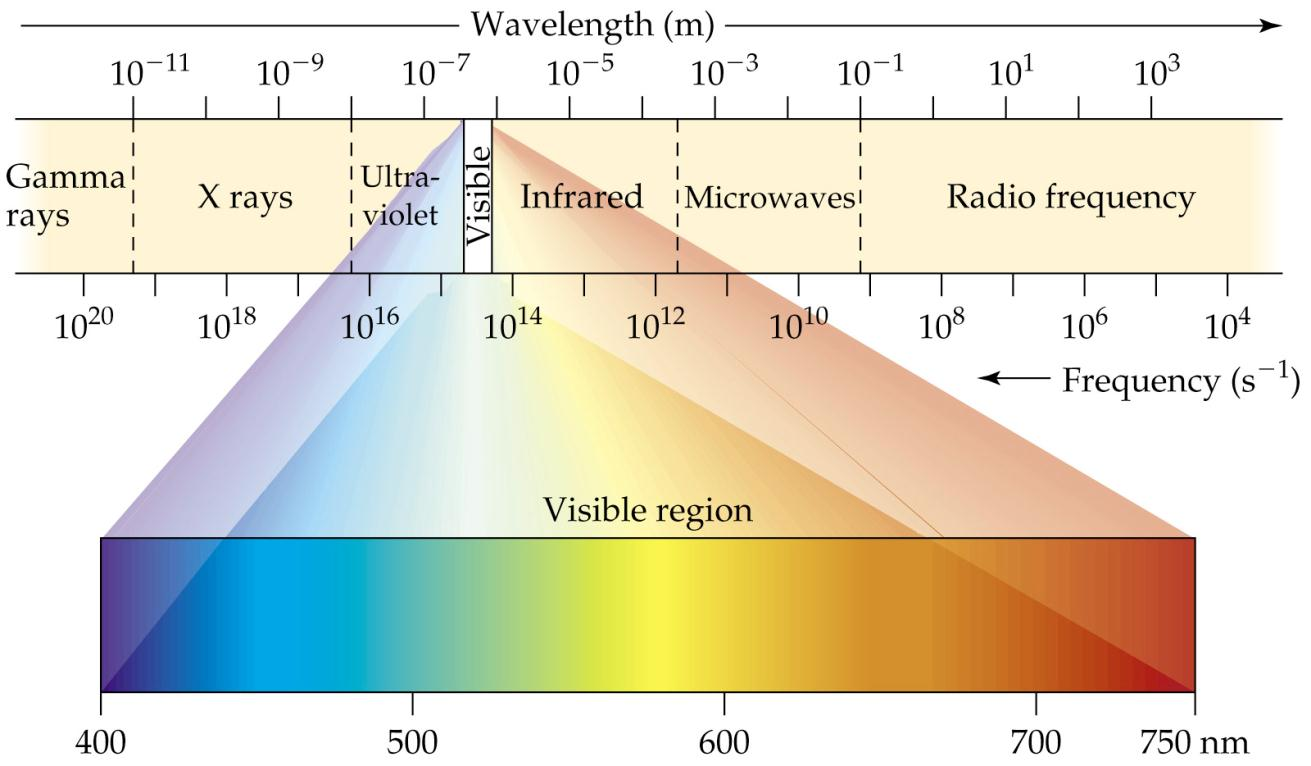 Wavelength (m)
10⁻¹¹ 10⁻⁹ 10⁻⁷ 10⁻⁵ 10⁻³ 10⁻¹ 10¹ 10³
Gamma
rays
X rays
Ultra-
violet
Visible
Infrared
Microwaves
Radio frequency
10²⁰ 10¹⁸ 10¹⁶ 10¹⁴ 10¹² 10¹⁰ 10⁸ 10⁶ 10⁴
Frequency (s⁻¹)
Visible region
400 500 600 700 750 nm